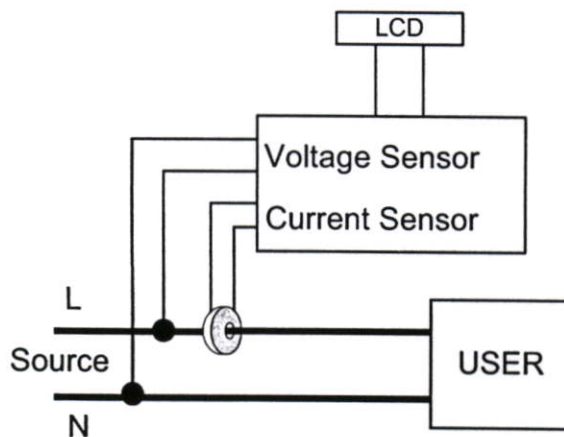 LCD
Voltage Sensor
Current Sensor
L
Source
USER
N